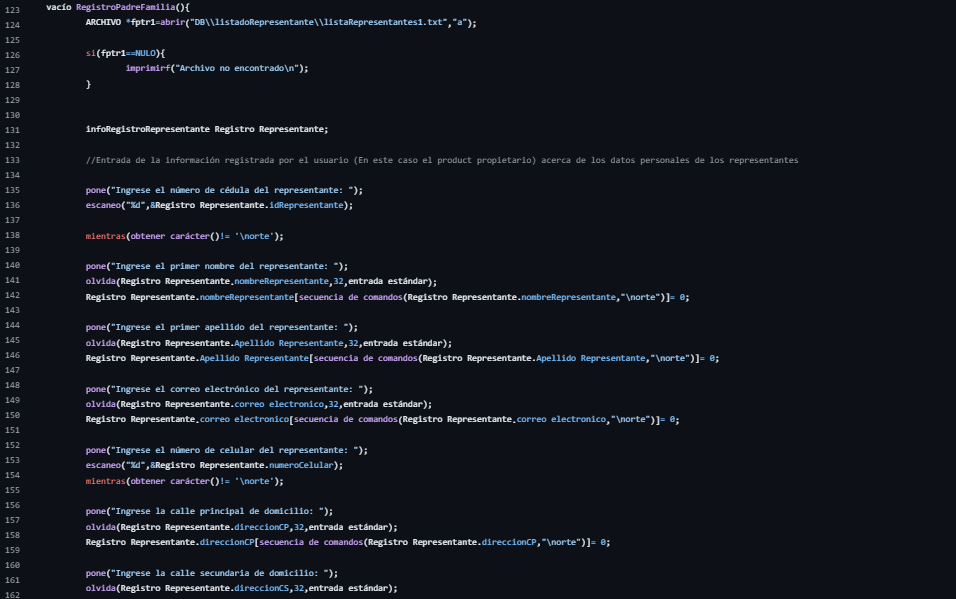 123 vacío RegistroPadreFamilia(){
124 ARCHIVO *fptr1=abrir("DB\\listadoRepresentante\\listaRepresentantes1.txt","a");
125
126 si(fptr1==NULO){
127 imprimirf("Archivo no encontrado\n");
128 }
129
130
131 infoRegistroRepresentante Registro Representante;
132
133 //Entrada de la información registrada por el usuario (En este caso el product propietario) acerca de los datos personales de los representantes
134
135 pone("Ingrese el número de cédula del representante: ");
136 escaneo("%d",&Registro Representante.idRepresentante);
137
138 mientras(obtener carácter()!= '\norte');
139
140 pone("Ingrese el primer nombre del representante: ");
141 olvida(Registro Representante.nombreRepresentante,32,entrada estándar);
142 Registro Representante.nombreRepresentante[secuencia de comandos(Registro Representante.nombreRepresentante,"\norte")]= 0;
143
144 pone("Ingrese el primer apellido del representante: ");
145 olvida(Registro Representante.Apellido Representante,32,entrada estándar);
146 Registro Representante.Apellido Representante[secuencia de comandos(Registro Representante.Apellido Representante,"\norte")]= 0;
147
148 pone("Ingrese el correo electrónico del representante: ");
149 olvida(Registro Representante.correo electronico,32,entrada estándar);
150 Registro Representante.correo electronico[secuencia de comandos(Registro Representante.correo electronico,"\norte")]= 0;
151
152 pone("Ingrese el número de celular del representante: ");
153 escaneo("%d",&Registro Representante.numeroCelular);
154 mientras(obtener carácter()!= '\norte');
155
156 pone("Ingrese la calle principal de domicilio: ");
157 olvida(Registro Representante.direccionCP,32,entrada estándar);
158 Registro Representante.direccionCP[secuencia de comandos(Registro Representante.direccionCP,"\norte")]= 0;
159
160 pone("Ingrese la calle secundaria de domicilio: ");
161 olvida(Registro Representante.direccionCS,32,entrada estándar);
162